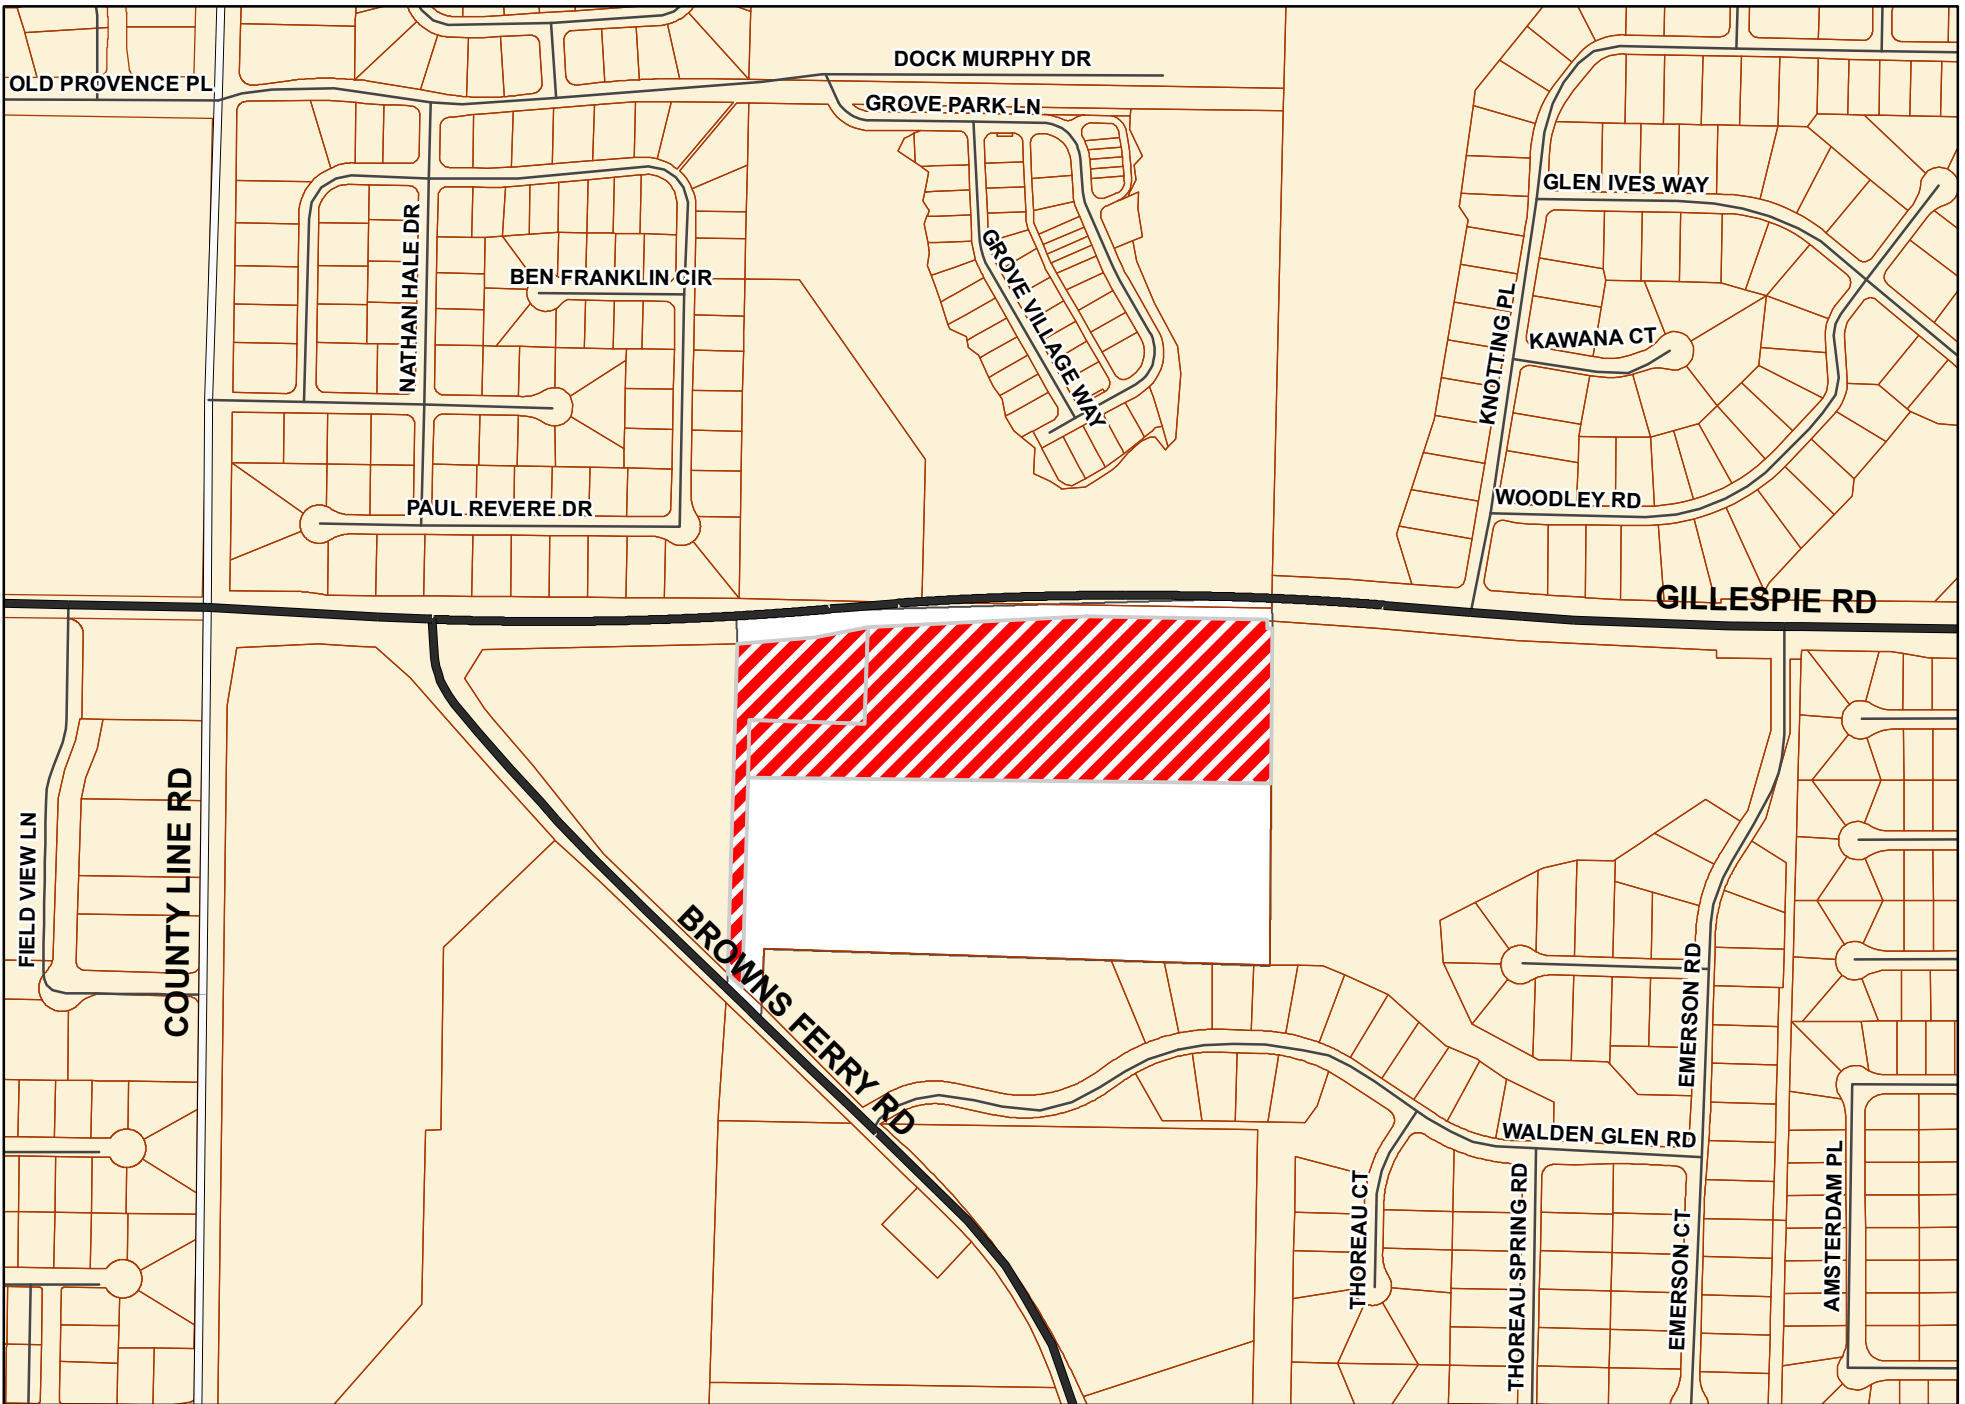 DOCK MURPHY DR
OLD PROVENCE PL
GROVE PARK LN
GLEN IVES WAY
NATHAN HALE DR
BEN FRANKLIN CIR
GROVE VILLAGE WAY
KNOTTING PL
KAWANA CT
WOODLEY RD
PAUL REVERE DR
GILLESPIE RD
FIELD VIEW LN
COUNTY LINE RD
BROWNS FERRY RD
EMERSON RD
WALDEN GLEN RD
THOREAU CT
THOREAU SPRING RD
EMERSON CT
AMSTERDAM PL